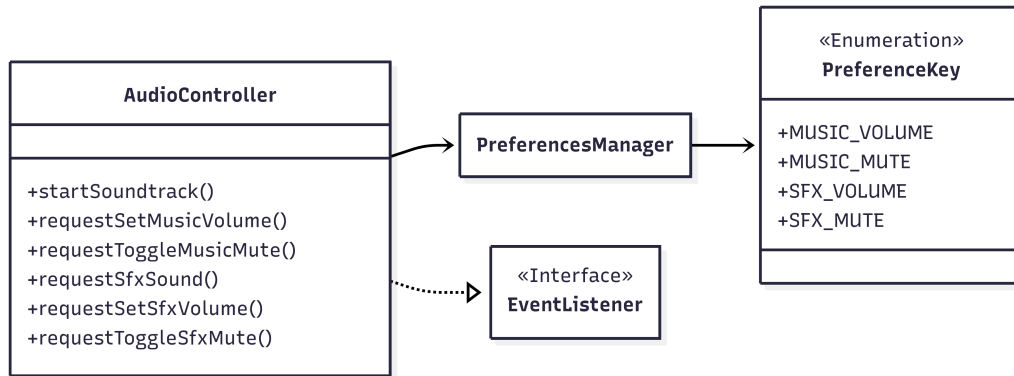 AudioController
+startSoundtrack()
+requestSetMusicVolume()
+requestToggleMusicMute()
+requestSfxSound()
+requestSetSfxVolume()
+requestToggleSfxMute()
PreferencesManager
«Interface»
EventListener
«Enumeration»
PreferenceKey
+MUSIC_VOLUME
+MUSIC_MUTE
+SFX_VOLUME
+SFX_MUTE